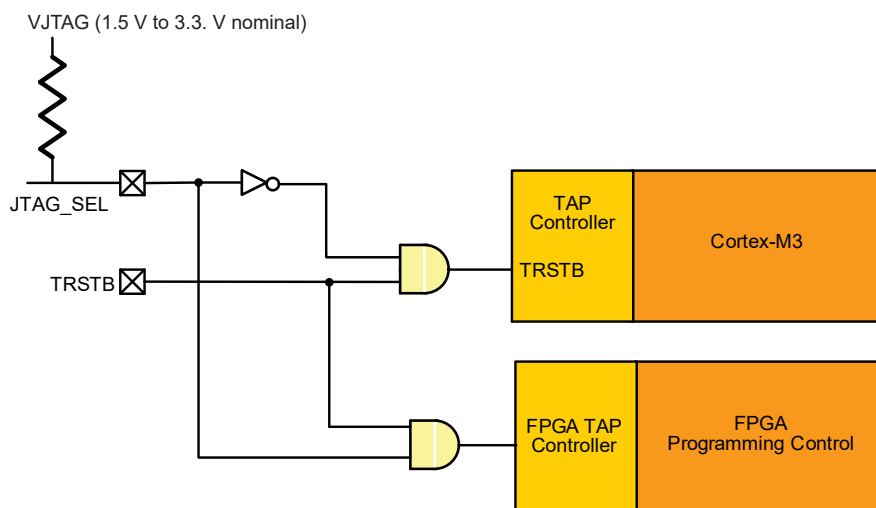 VJTAG (1.5 V to 3.3. V nominal)
JTAG_SEL
TAP
Controller
Cortex-M3
TRSTB
TRSTB
FPGA TAP
Controller
FPGA
Programming Control